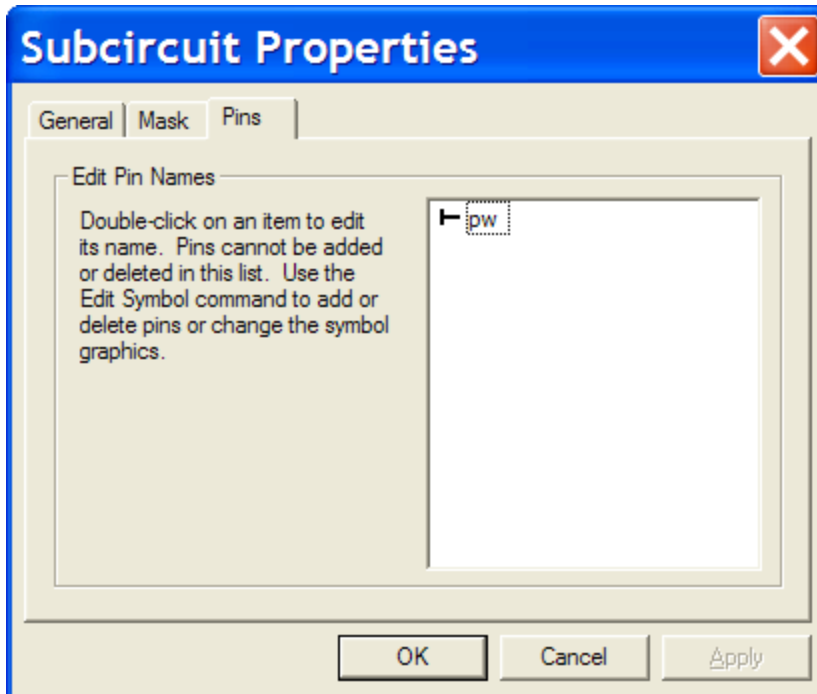 Subcircuit Properties
General
Mask
Pins
Edit Pin Names
Double-click on an item to edit
its name. Pins cannot be added
or deleted in this list. Use the
Edit Symbol command to add or
delete pins or change the symbol
graphics.
pw
OK
Cancel
Apply